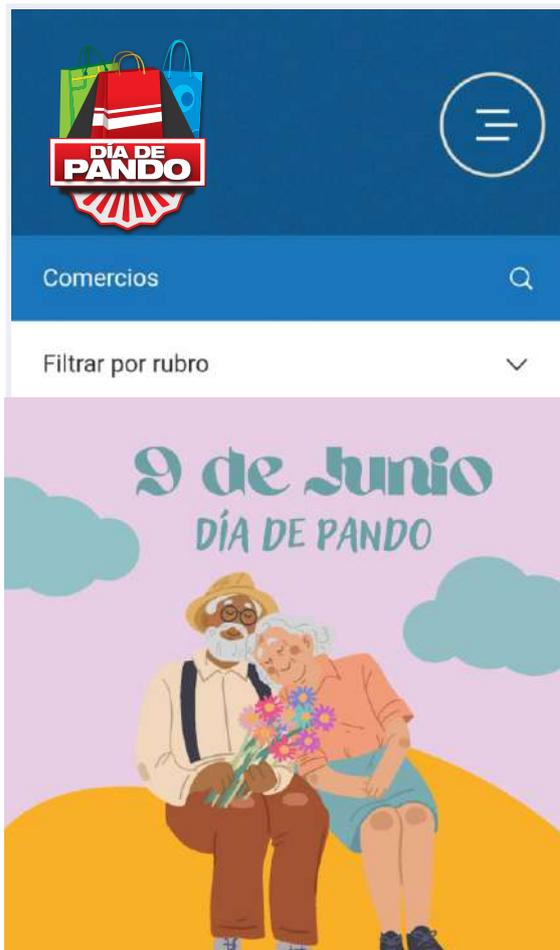 DÍA DE
PANDO
Comercios
Filtrar por rubro
9 de Junio
DÍA DE PANDO